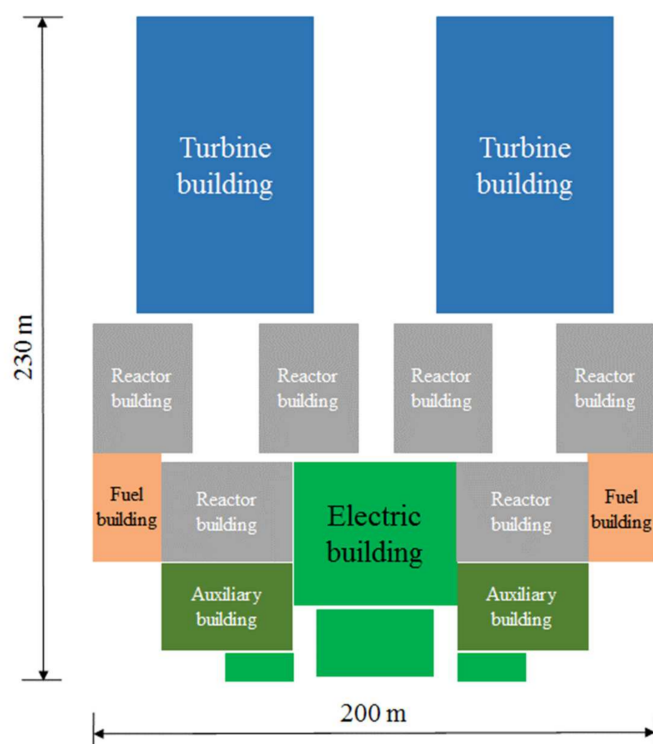 Turbine
building
Turbine
building
230 m
Reactor
building
Reactor
building
Reactor
building
Reactor
building
Fuel
building
Reactor
building
Electric
building
Reactor
building
Fuel
building
Auxiliary
building
Auxiliary
building
200 m